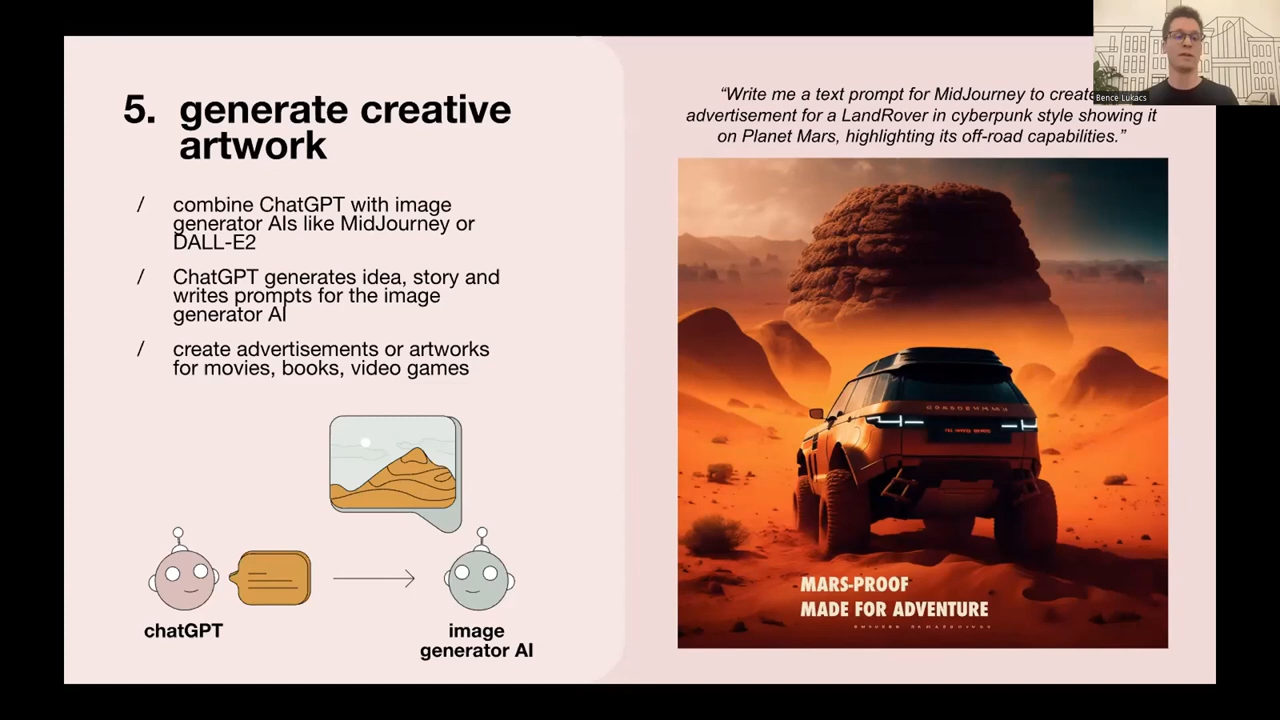 5. generate creative
artwork
/ combine ChatGPT with image
generator AIs like MidJourney or
DALL-E2
/ ChatGPT generates idea, story and
writes prompts for the image
generator AI
/ create advertisements or artworks
for movies, books, video games
chatGPT
image
generator AI
“Write me a text prompt for MidJourney to create
advertisement for a LandRover in cyberpunk style showing it
on Planet Mars, highlighting its off-road capabilities.”
MARS-PROOF
MADE FOR ADVENTURE
Bence Lukacs